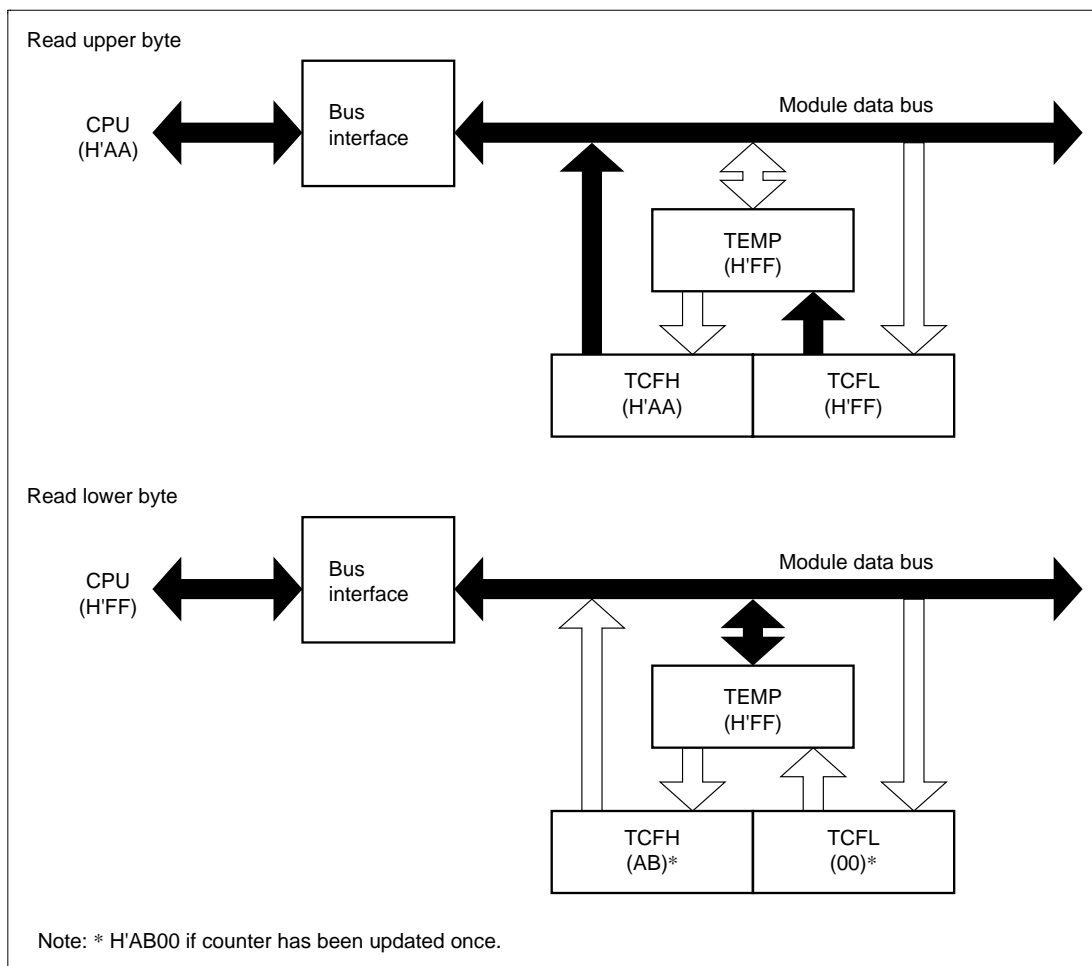 Read upper byte
CPU
(H'AA)
Bus
interface
Module data bus
TEMP
(H'FF)
TCFH
(H'AA)
TCFL
(H'FF)
Read lower byte
CPU
(H'FF)
Bus
interface
Module data bus
TEMP
(H'FF)
TCFH
(AB)*
TCFL
(00)*
Note: * H'AB00 if counter has been updated once.